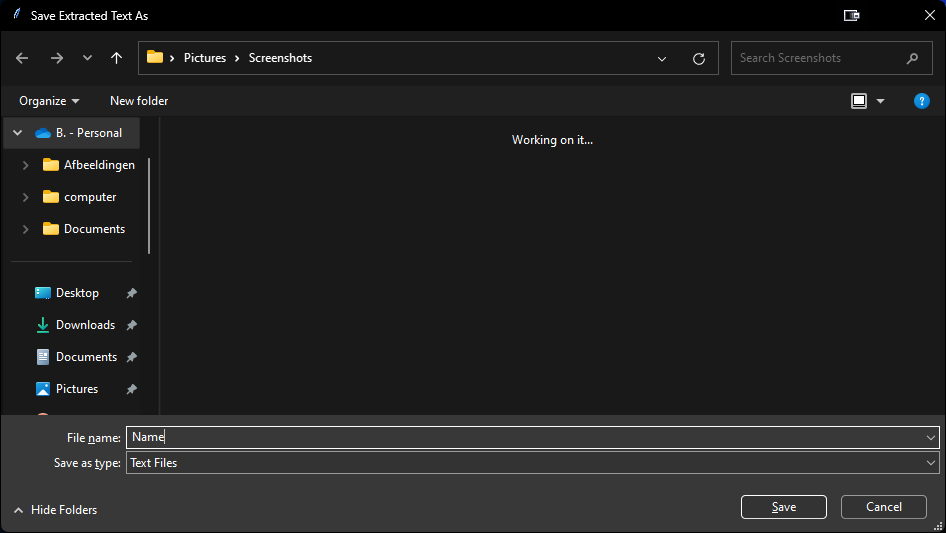 Save Extracted Text As
Pictures
Screenshots
Search Screenshots
Organize
New folder
?
B. - Personal
Working on it...
Afbeeldingen
computer
Documents
Desktop
Downloads
Documents
Pictures
File name: Name
Save as type: Text Files
Hide Folders
Save
Cancel